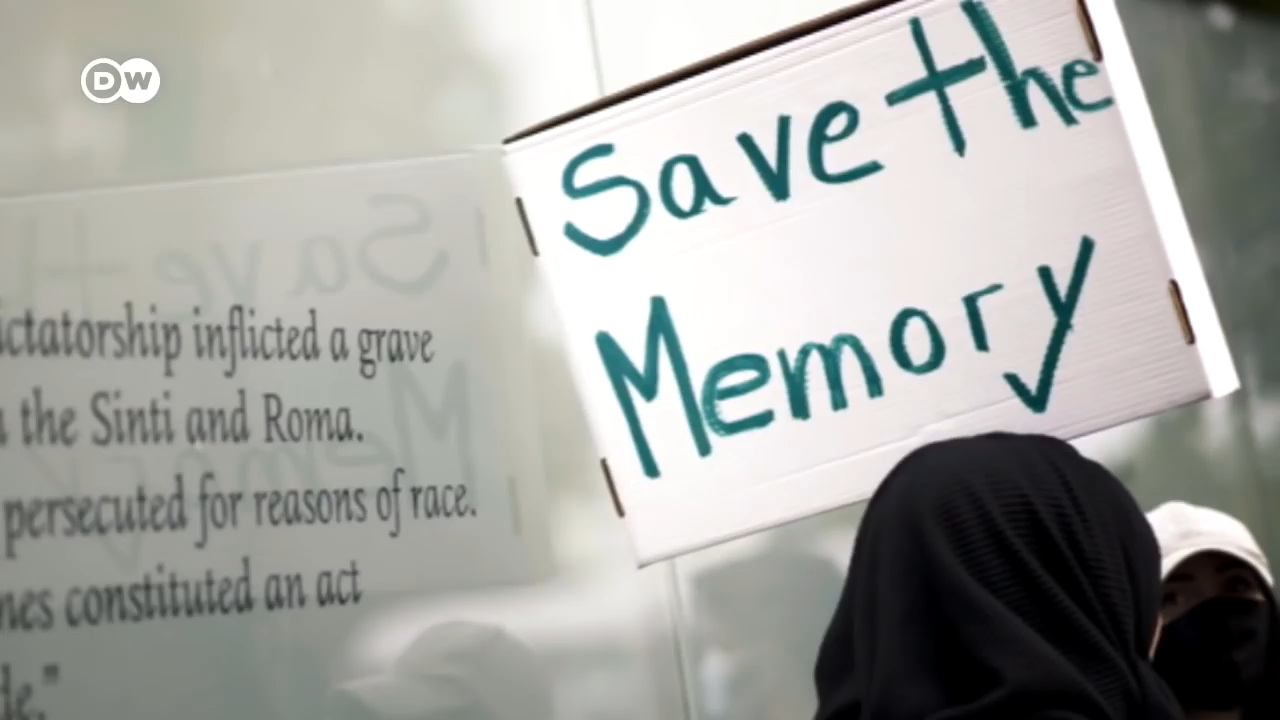 DW
Save the
Memory
ictatorship inflicted a grave
the Sinti and Roma.
persecuted for reasons of race.
nes constituted an act
de."